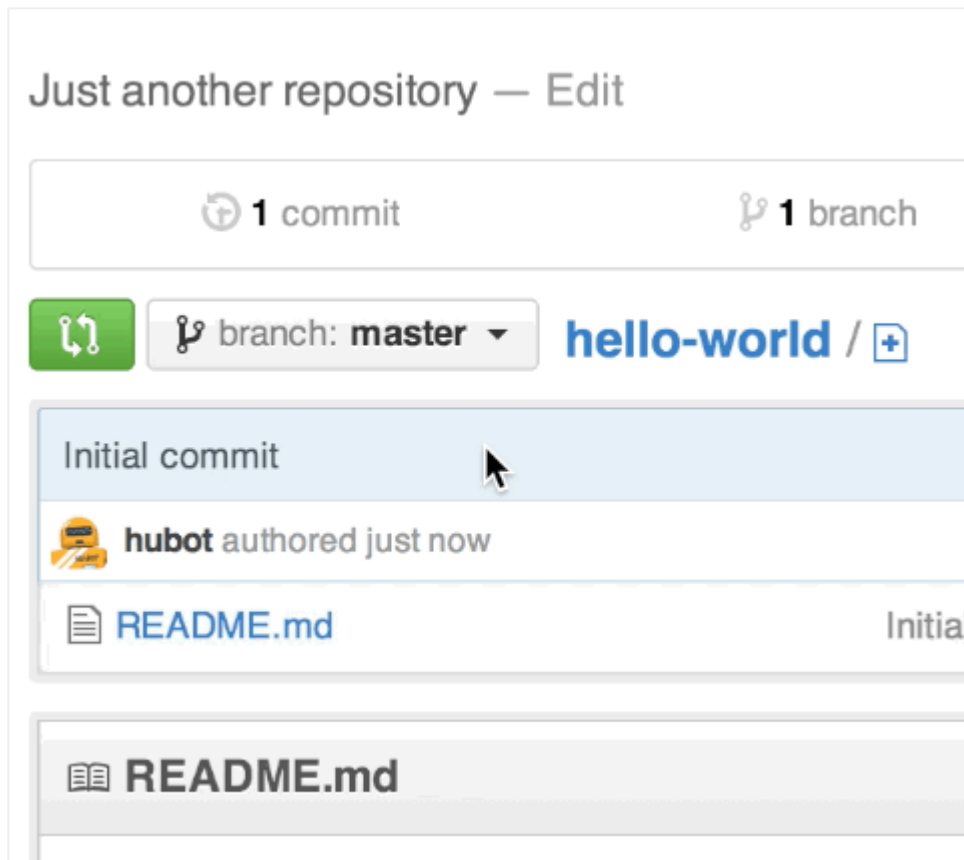 Just another repository — Edit
1 commit 1 branch
branch: master hello-world /
Initial commit
hubot authored just now
README.md
README.md